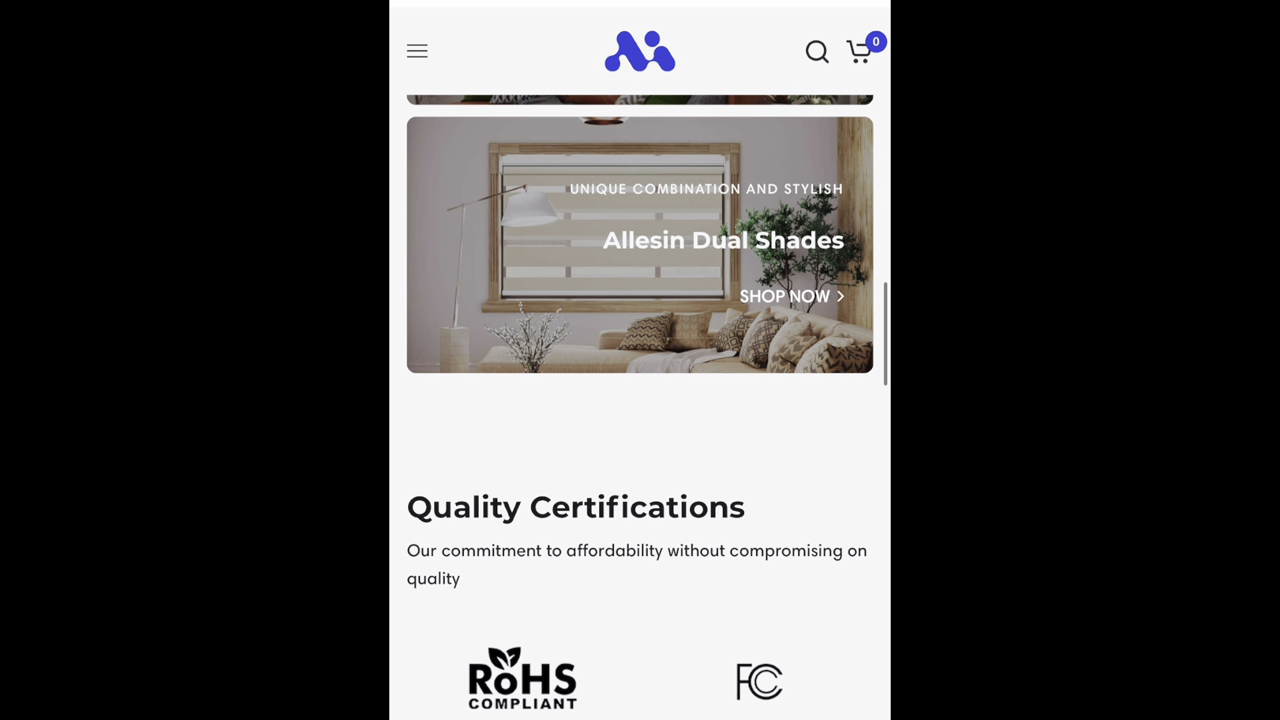 0
UNIQUE COMBINATION AND STYLISH
Allesin Dual Shades
SHOP NOW
Quality Certifications
Our commitment to affordability without compromising on
quality
RoHS
COMPLIANT
FC